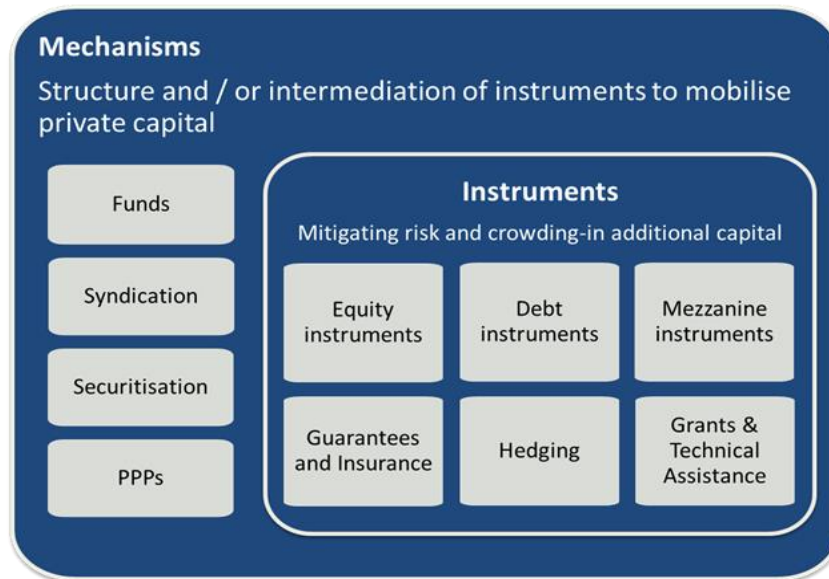 Mechanisms
Structure and / or intermediation of instruments to mobilise
private capital
Funds
Syndication
Securitisation
PPPs
Instruments
Mitigating risk and crowding-in additional capital
Equity
instruments
Debt
instruments
Mezzanine
instruments
Guarantees
and Insurance
Hedging
Grants &
Technical
Assistance